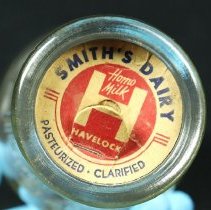 SMITH'S DAIRY
Homo
Milk
H
HAVELOCK
PASTEURIZED - CLARIFIED